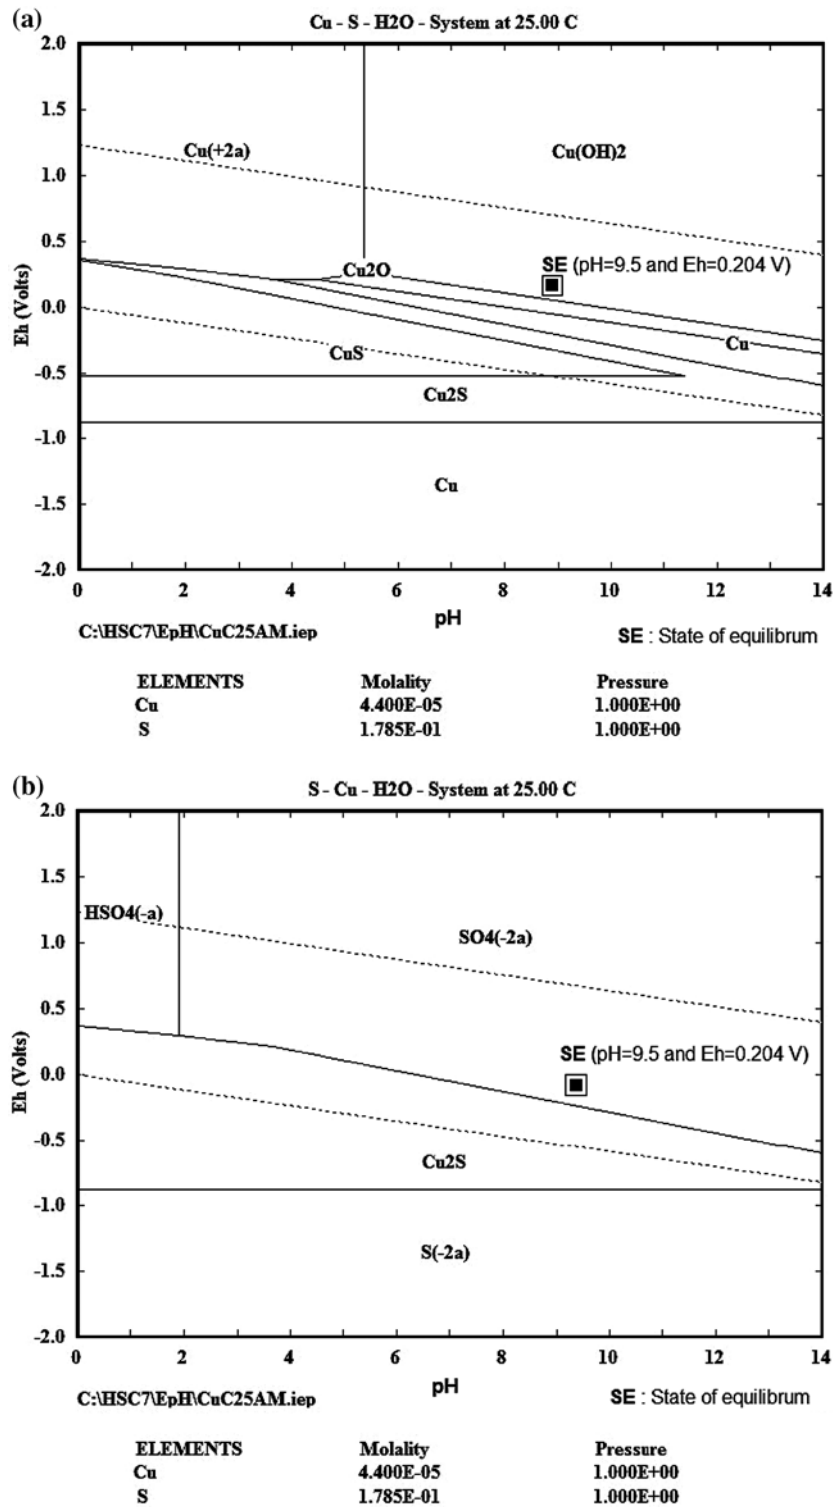 (a)
Cu - S - H2O - System at 25.00 C
Eh (Volts)
2.0
1.5
1.0
0.5
0.0
-0.5
-1.0
-1.5
-2.0
Cu(+2a)
Cu(OH)2
Cu2O
SE (pH=9.5 and Eh=0.204 V)
Cu
CuS
Cu2S
Cu
0 2 4 6 8 10 12 14
pH
C:\HSC7\EpH\CuC25AM.iep
SE : State of equilibrum
ELEMENTS Molality Pressure
Cu 4.400E-05 1.000E+00
S 1.785E-01 1.000E+00
(b)
S - Cu - H2O - System at 25.00 C
Eh (Volts)
2.0
1.5
1.0
0.5
0.0
-0.5
-1.0
-1.5
-2.0
HSO4(-a)
SO4(-2a)
SE (pH=9.5 and Eh=0.204 V)
Cu2S
S(-2a)
0 2 4 6 8 10 12 14
pH
C:\HSC7\EpH\CuC25AM.iep
SE : State of equilibrum
ELEMENTS Molality Pressure
Cu 4.400E-05 1.000E+00
S 1.785E-01 1.000E+00